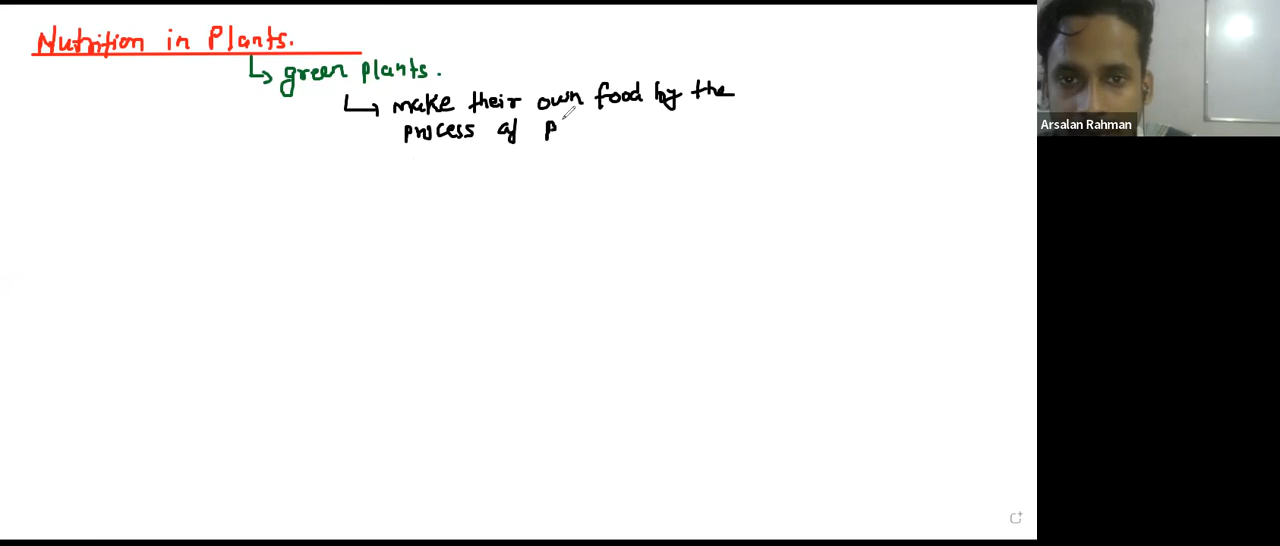 Nutrition in Plants.
green plants.
make their own food by the
process of P
Arsalan Rahman